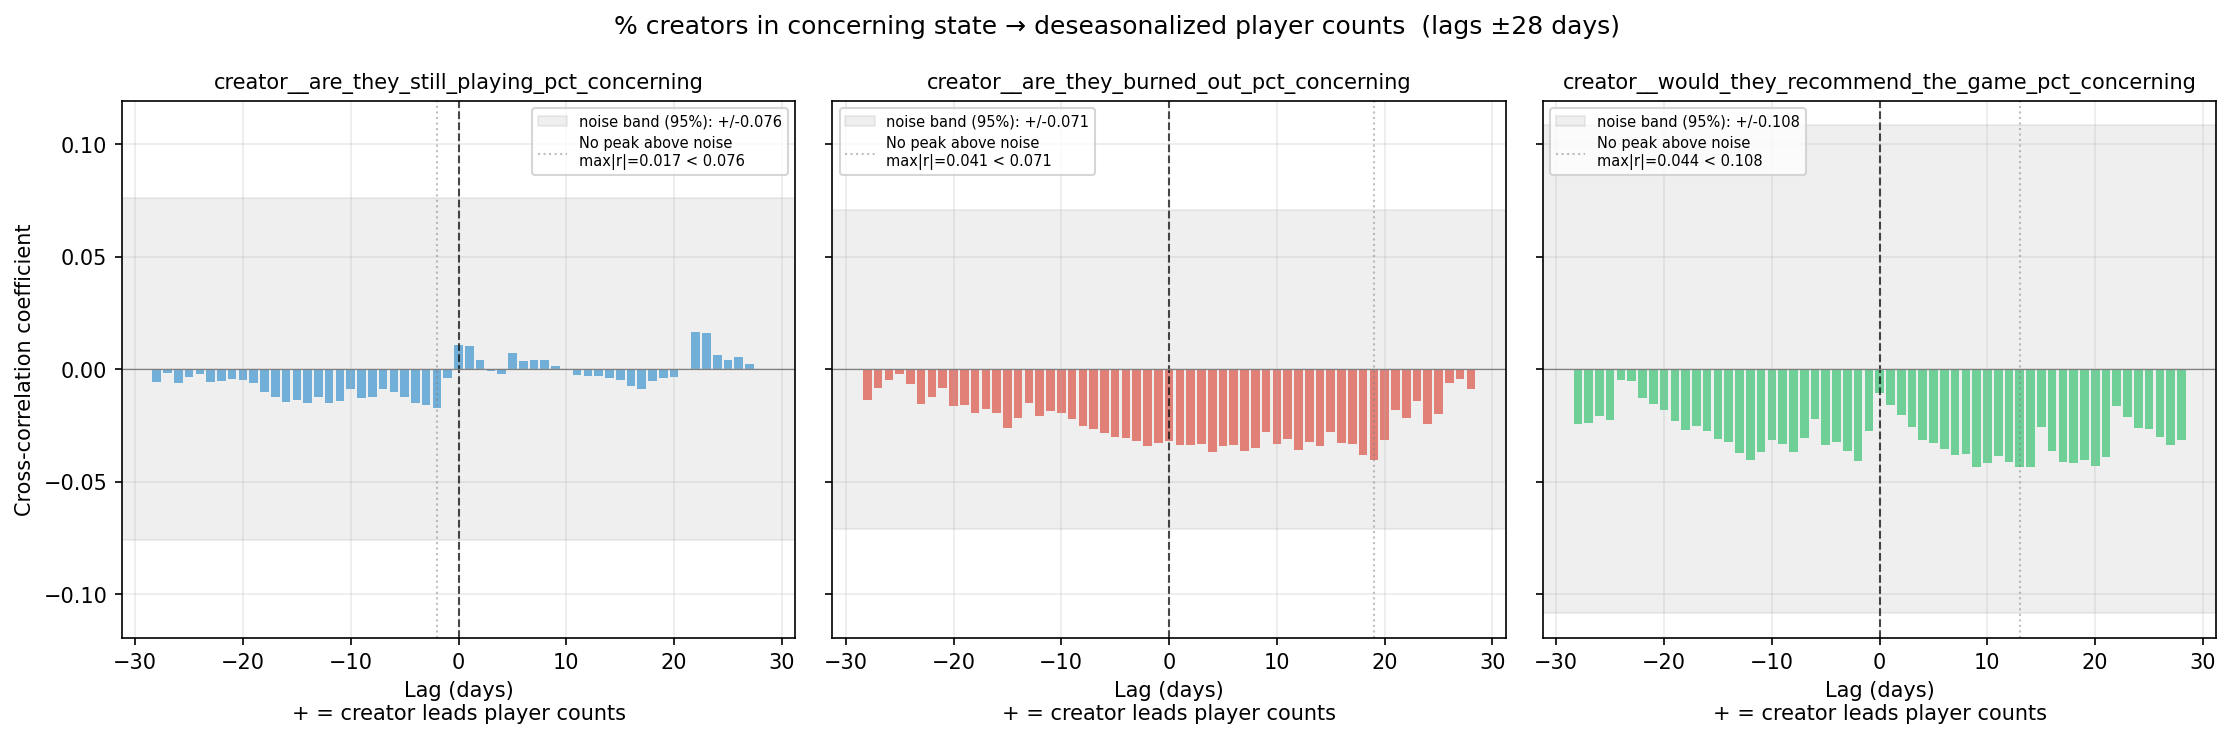 % creators in concerning state → deseasonalized player counts  (lags ±28 days)
creator__are_they_still_playing_pct_concerning
noise band (95%): +/-0.076
No peak above noise
max|r|=0.017 < 0.076
0.10
0.05
0.00
−0.05
−0.10
Cross-correlation coefficient
−30
−20
−10
0
10
20
30
Lag (days)
+ = creator leads player counts
creator__are_they_burned_out_pct_concerning
noise band (95%): +/-0.071
No peak above noise
max|r|=0.041 < 0.071
−30
−20
−10
0
10
20
30
Lag (days)
+ = creator leads player counts
creator__would_they_recommend_the_game_pct_concerning
noise band (95%): +/-0.108
No peak above noise
max|r|=0.044 < 0.108
−30
−20
−10
0
10
20
30
Lag (days)
+ = creator leads player counts